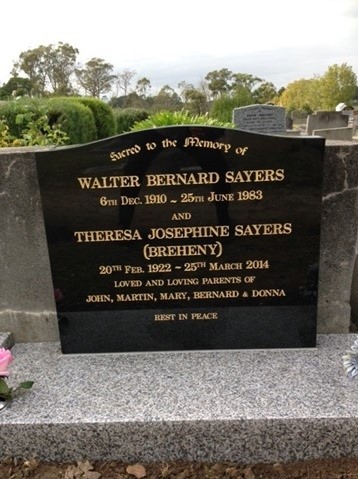 Sacred to the Memory of
WALTER BERNARD SAYERS
6TH DEC. 1910 ~ 25TH JUNE 1983
AND
THERESA JOSEPHINE SAYERS
(BREHENY)
20TH FEB. 1922 ~ 25TH MARCH 2014
LOVED AND LOVING PARENTS OF
JOHN, MARTIN, MARY, BERNARD & DONNA
REST IN PEACE